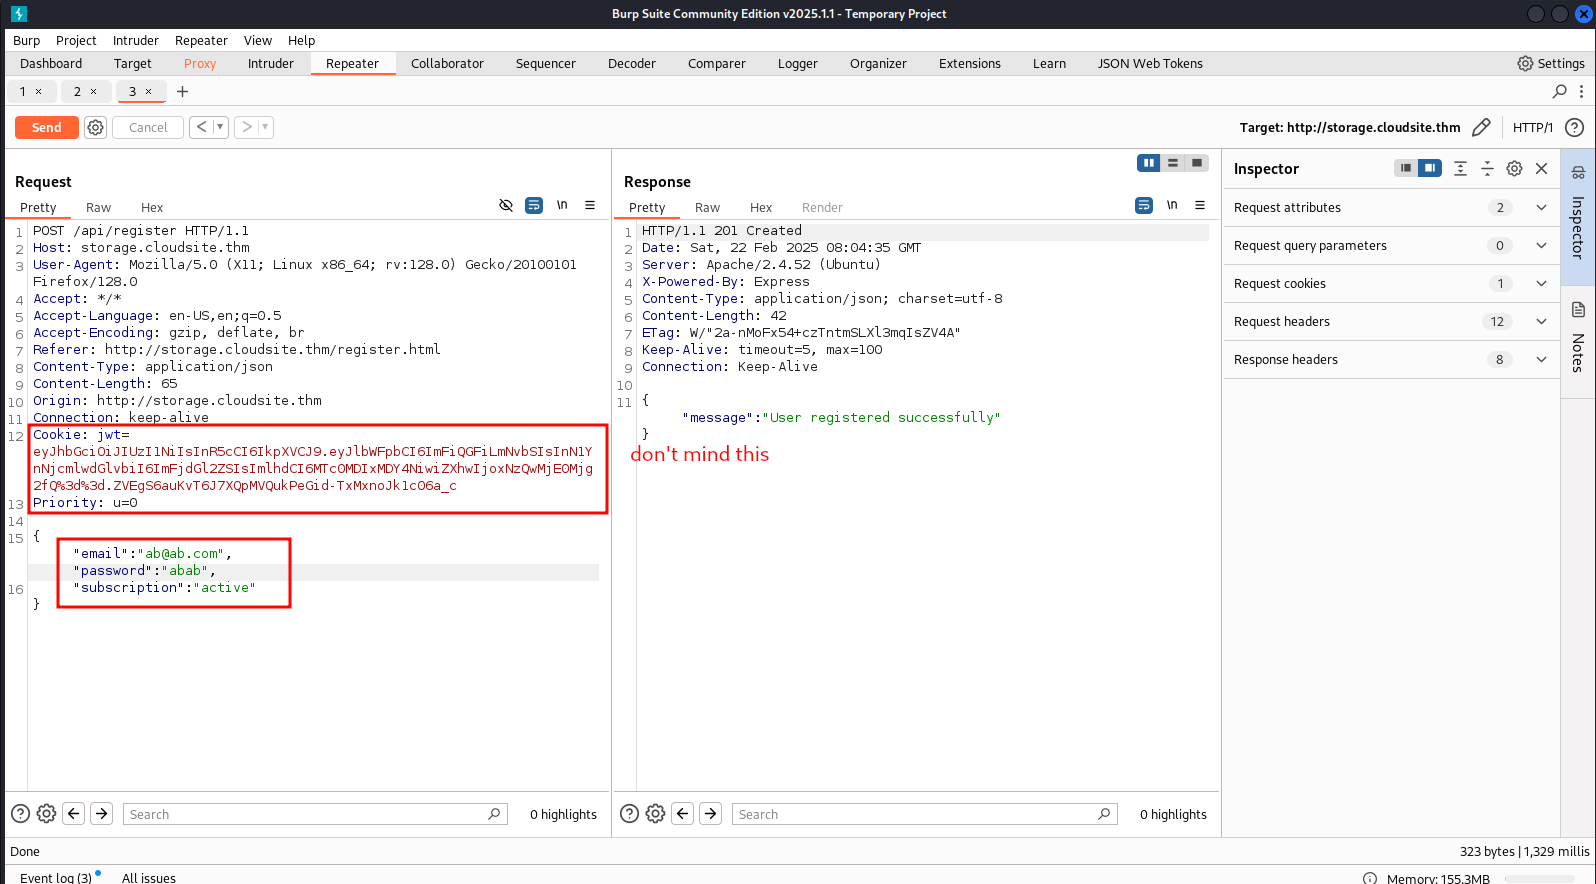 Burp Suite Community Edition v2025.1.1 - Temporary Project
Burp Project Intruder Repeater View Help
Dashboard Target Proxy Intruder Repeater Collaborator Sequencer Decoder Comparer Logger Organizer Extensions Learn JSON Web Tokens Settings
1 × 2 × 3 × +
Send Cancel < > Target: http://storage.cloudsite.thm HTTP/1 ?
Request
Pretty Raw Hex \n
1 POST /api/register HTTP/1.1
2 Host: storage.cloudsite.thm
3 User-Agent: Mozilla/5.0 (X11; Linux x86_64; rv:128.0) Gecko/20100101
Firefox/128.0
4 Accept: */*
5 Accept-Language: en-US,en;q=0.5
6 Accept-Encoding: gzip, deflate, br
7 Referer: http://storage.cloudsite.thm/register.html
8 Content-Type: application/json
9 Content-Length: 65
10 Origin: http://storage.cloudsite.thm
11 Connection: keep-alive
12 Cookie: jwt=
eyJhbGciOiJIUzI1NiIsInR5cCI6IkpXVCJ9.eyJlbWFpbCI6ImFiQGFiLmNvbSIsInN1Y
nNjcmlwdGlvbiI6ImFjdGl2ZSIsImlhdCI6MTc0MDIxMDY4NiwiZXhwIjoxNzQwMjE0Mjg
2fQ%3d%3d.ZVEgS6auKvT6J7XQpMVQukPeGid-TxMxnoJk1c06a_c
13 Priority: u=0
14
15 {
"email":"ab@ab.com",
"password":"abab",
16 "subscription":"active"
}
? Search 0 highlights
Response
Pretty Raw Hex Render \n
1 HTTP/1.1 201 Created
2 Date: Sat, 22 Feb 2025 08:04:35 GMT
3 Server: Apache/2.4.52 (Ubuntu)
4 X-Powered-By: Express
5 Content-Type: application/json; charset=utf-8
6 Content-Length: 42
7 ETag: W/"2a-nMoFx54+czTntmSLXl3mqIsZV4A"
8 Keep-Alive: timeout=5, max=100
9 Connection: Keep-Alive
10
11 {
"message":"User registered successfully"
}
don't mind this
? Search 0 highlights
Inspector
Request attributes 2
Request query parameters 0
Request cookies 1
Request headers 12
Response headers 8
Inspector
Notes
Done 323 bytes | 1,329 millis
Event log (3) All issues Memory: 155.3MB